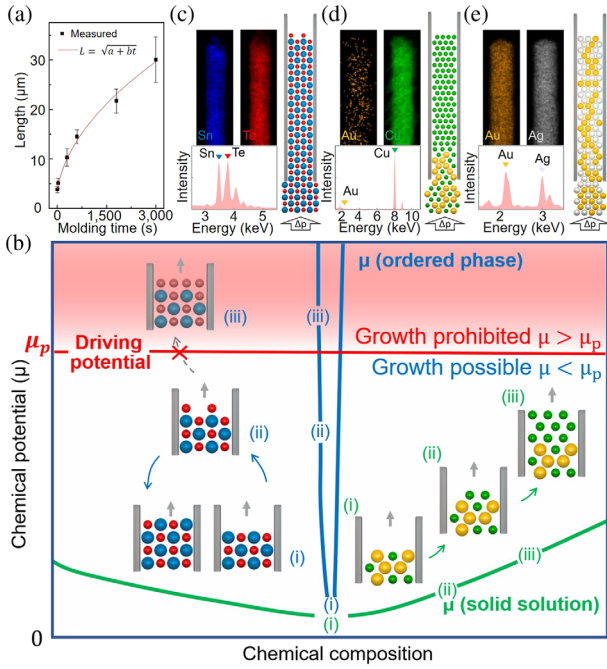 (a)
Measured
L = √a + bt
Length (μm)
40
30
20
10
0
0
1,500
3,000
Molding time (s)
(c)
Sn
Te
Intensity
Sn
Te
3
4
5
Energy (keV)
Δp
(d)
Au
Cu
Intensity
Cu
Au
2
4
6
8
10
Energy (keV)
Δp
(e)
Au
Ag
Intensity
Au
Ag
2
3
Energy (keV)
Δp
(b)
Chemical potential (μ)
μp
0
Driving
potential
(iii)
(ii)
(i)
μ (ordered phase)
(iii)
Growth prohibited μ > μp
Growth possible μ < μp
(ii)
(i)
(i)
(i)
(ii)
(iii)
(iii)
(ii)
μ (solid solution)
Chemical composition